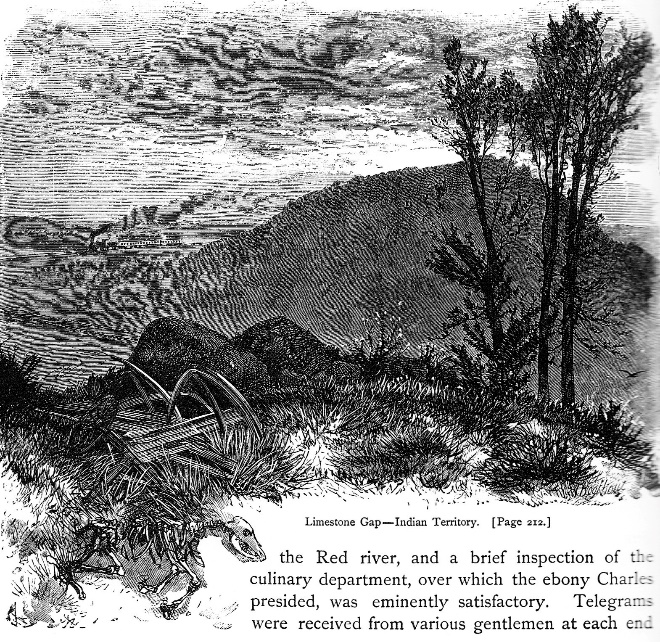 Limestone Gap—Indian Territory. [Page 212.]
the Red river, and a brief inspection of the
culinary department, over which the ebony Charles
presided, was eminently satisfactory. Telegrams
were received from various gentlemen at each end